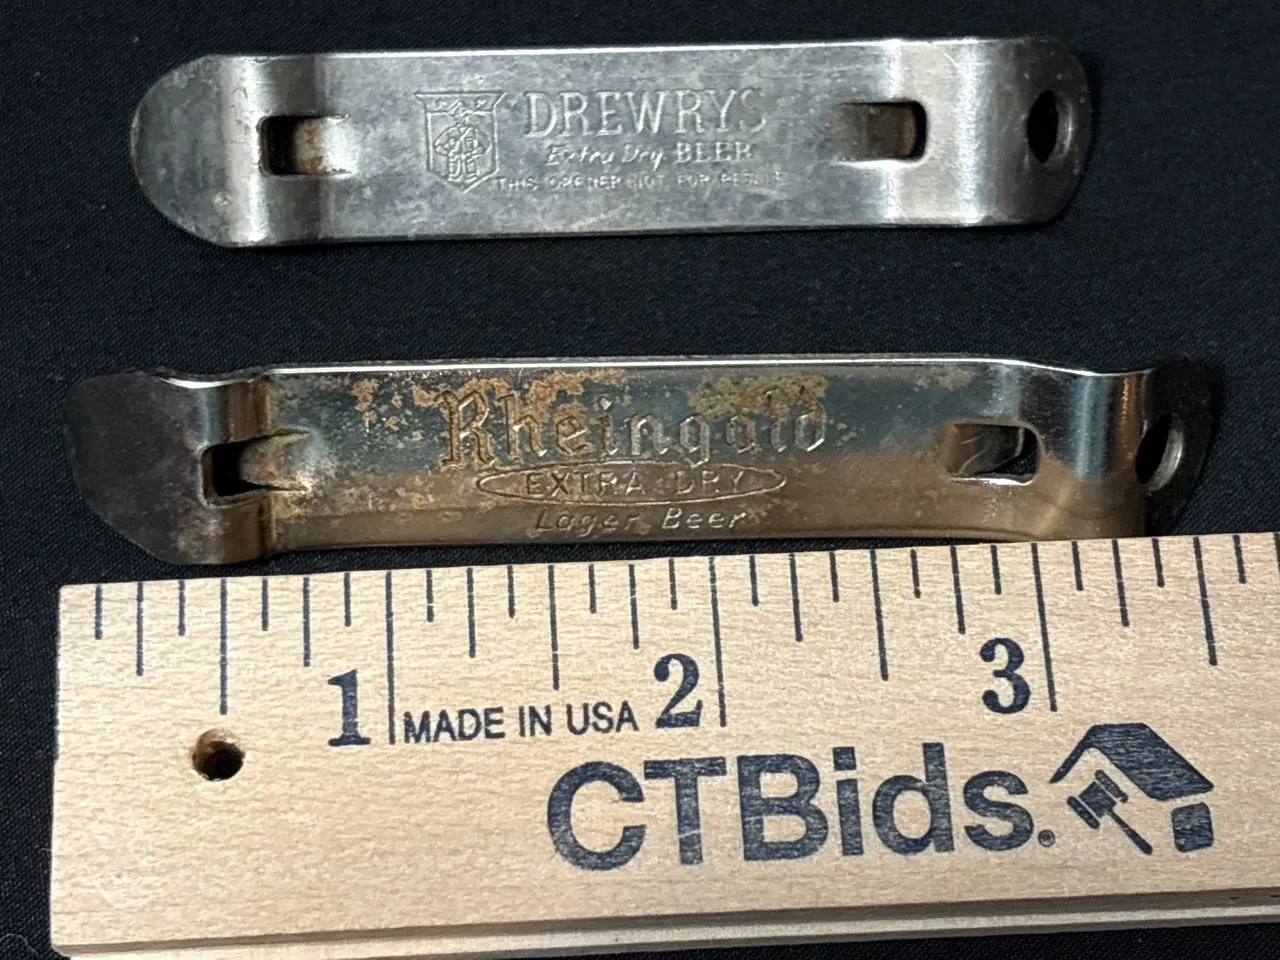 DREWRYS
Extra Dry BEER
THIS OPENER NOT FOR RESALE
Rheingold
EXTRA DRY
Lager Beer
1 2 3
MADE IN USA
CTBids.®